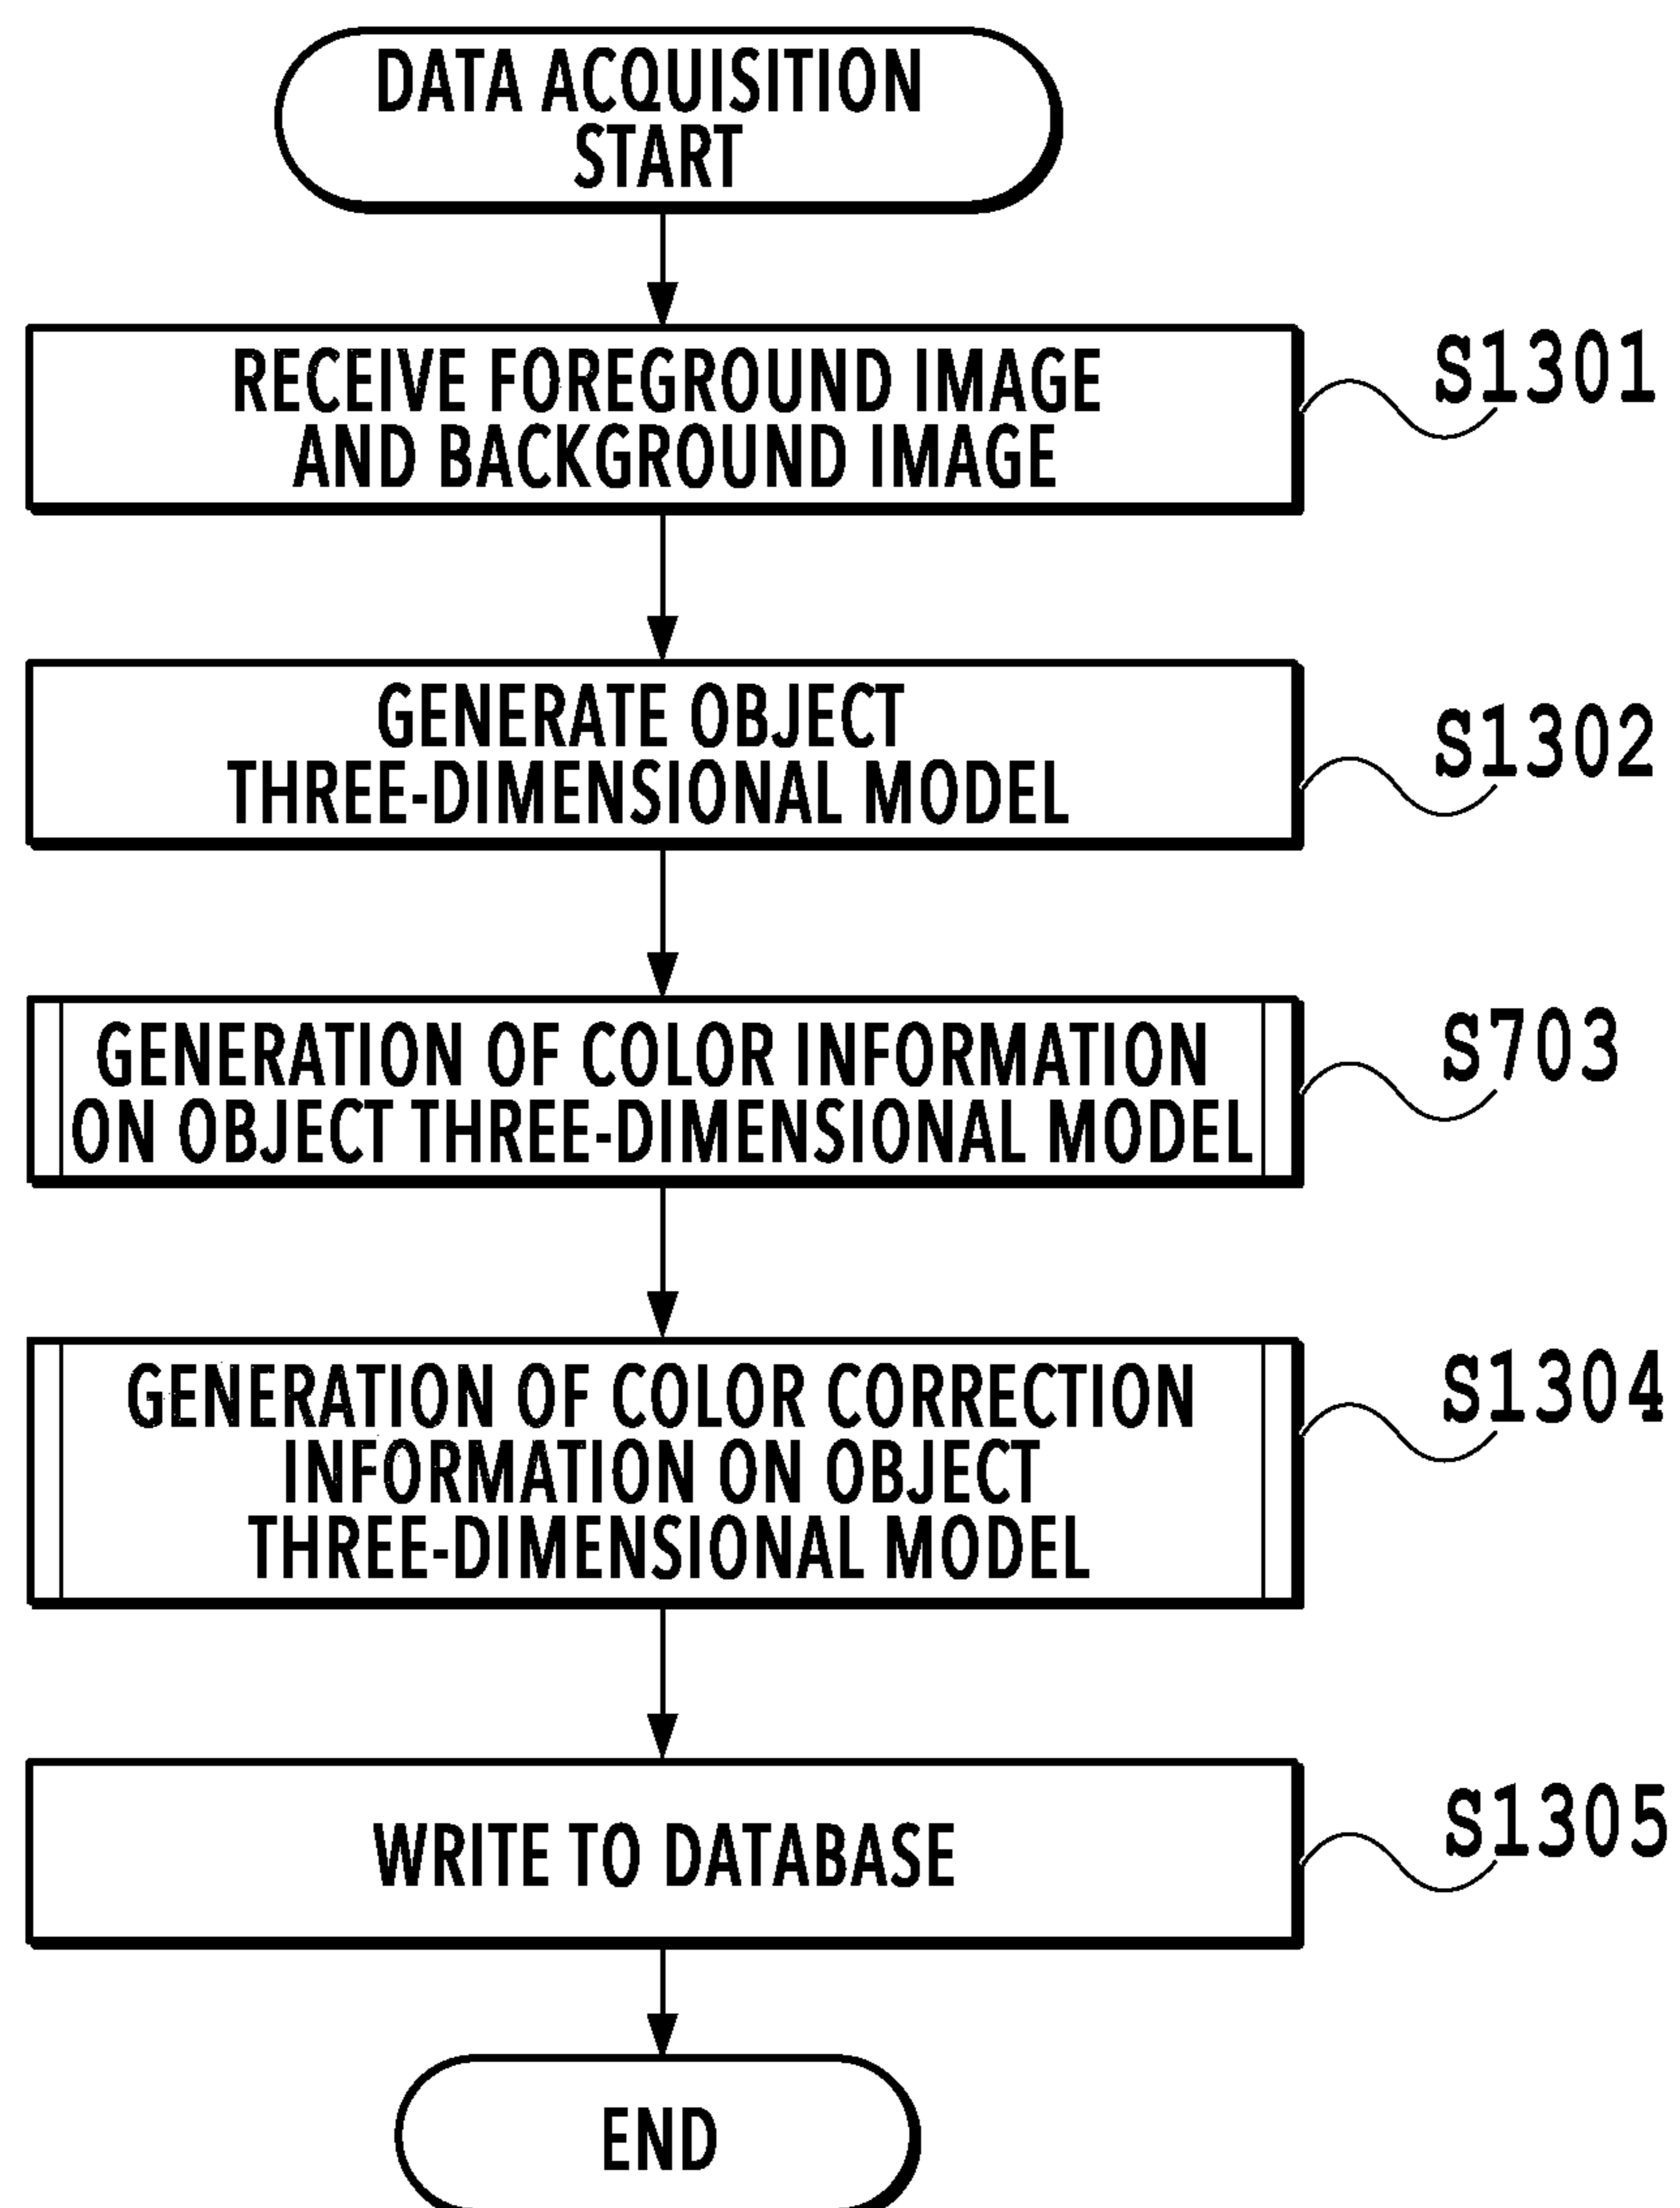 DATA ACQUISITION
START
RECEIVE FOREGROUND IMAGE
AND BACKGROUND IMAGE
S1301
GENERATE OBJECT
THREE-DIMENSIONAL MODEL
S1302
GENERATION OF COLOR INFORMATION
ON OBJECT THREE-DIMENSIONAL MODEL
S703
GENERATION OF COLOR CORRECTION
INFORMATION ON OBJECT
THREE-DIMENSIONAL MODEL
S1304
WRITE TO DATABASE
S1305
END